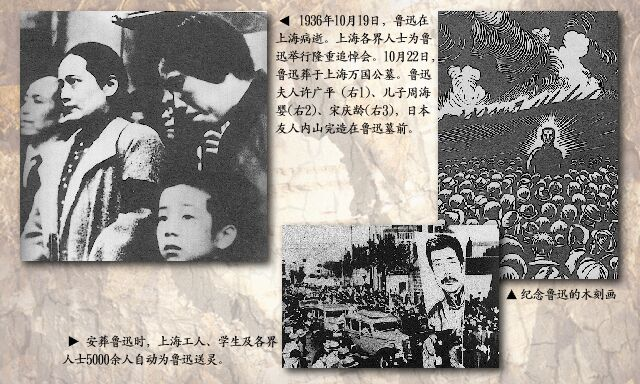 ◀ 1936年10月19日，鲁迅在
上海病逝。上海各界人士为鲁
迅举行隆重追悼会。10月22日，
鲁迅葬于上海万国公墓。鲁迅
夫人许广平（右1)、儿子周海
婴(右2)、宋庆龄(右3)，日本
友人内山完造在鲁迅墓前。
▲ 纪念鲁迅的木刻画
▶ 安葬鲁迅时，上海工人、学生及各界
人士5000余人自动为鲁迅送灵。